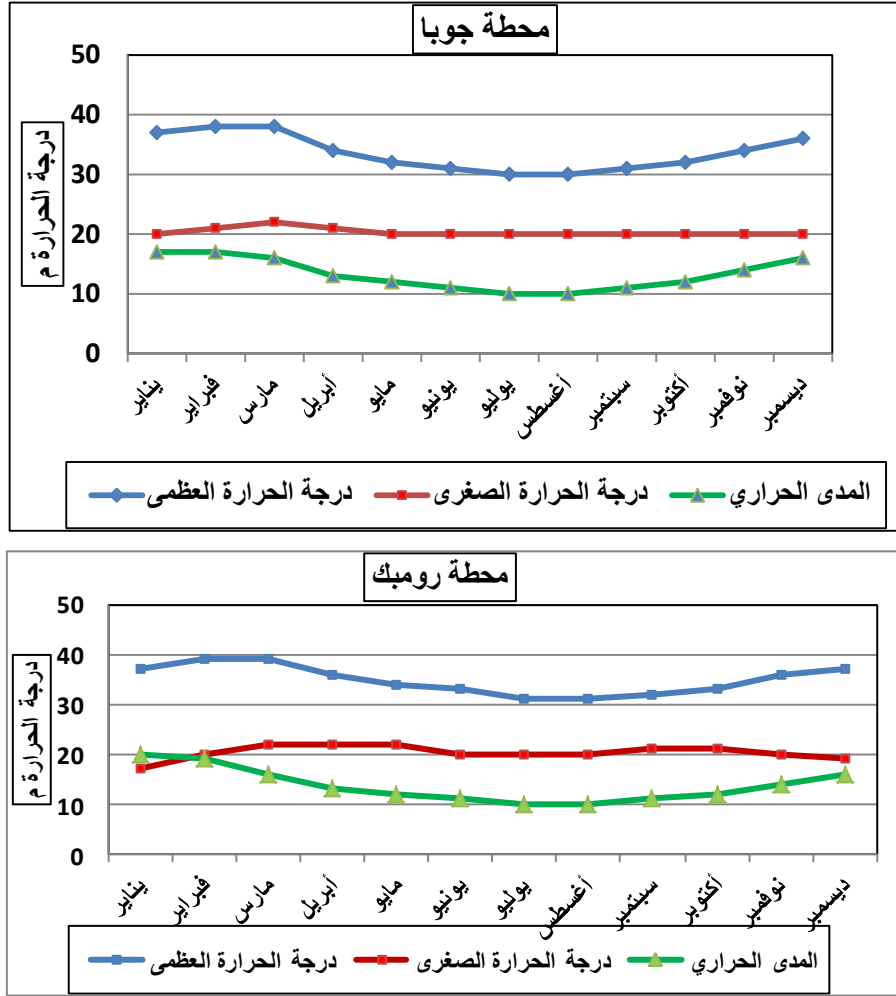 محطة جوبا
درجة الحرارة م
50
40
30
20
10
0
يناير
فبراير
مارس
أبريل
مايو
يونيو
يوليو
أغسطس
سبتمبر
أكتوبر
نوفمبر
ديسمبر
درجة الحرارة العظمى
درجة الحرارة الصغرى
المدى الحراري
محطة رومبك
درجة الحرارة م
50
40
30
20
10
0
يناير
فبراير
مارس
أبريل
مايو
يونيو
يوليو
أغسطس
سبتمبر
أكتوبر
نوفمبر
ديسمبر
درجة الحرارة العظمى
درجة الحرارة الصغرى
المدى الحراري